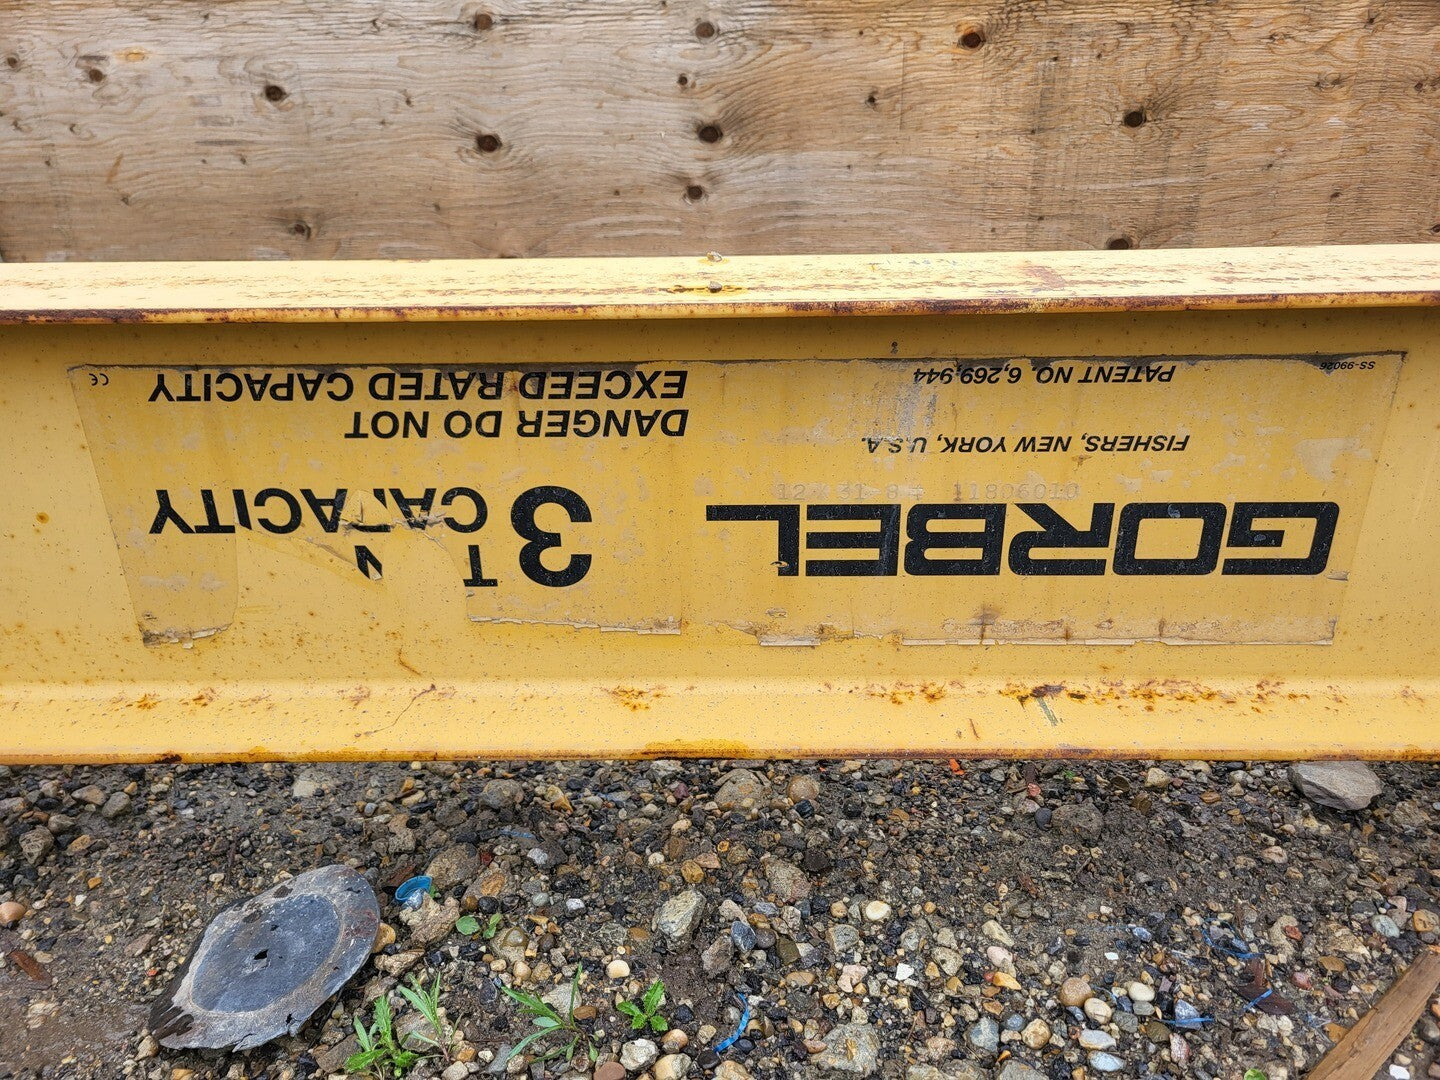 GORBEL
FISHERS, NEW YORK, U.S.A.
PATENT NO. 6,269,944
SS-99026
3 T N
CAPACITY
DANGER DO NOT
EXCEED RATED CAPACITY
CE